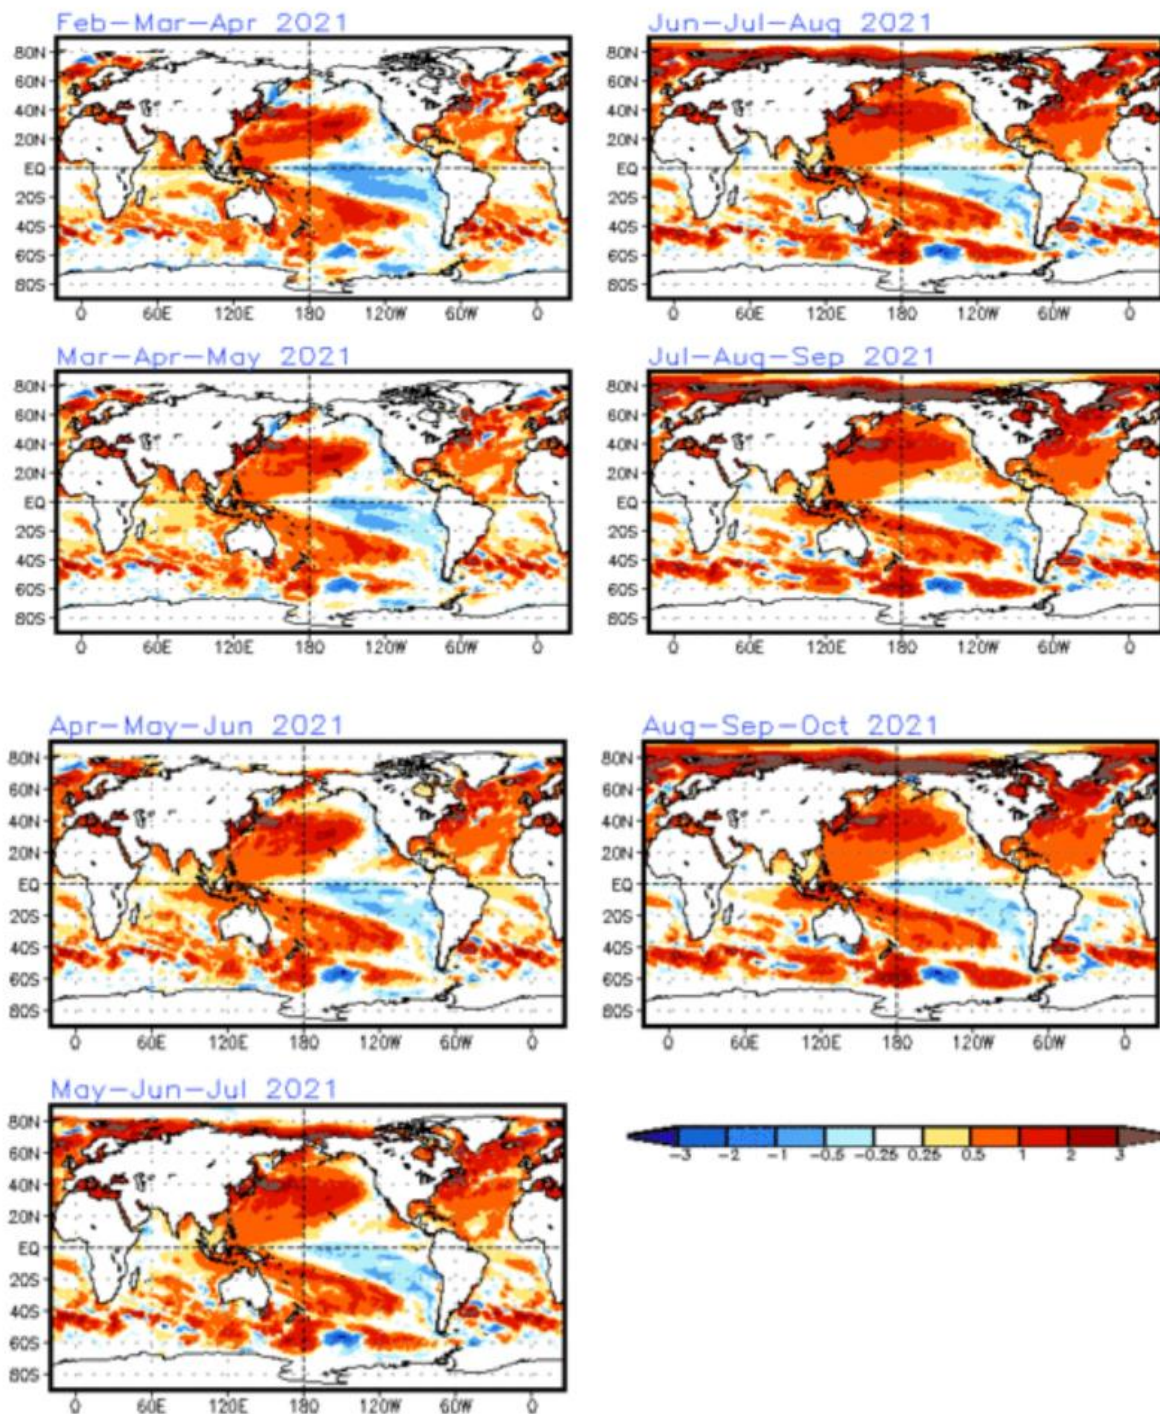 Feb-Mar-Apr 2021
80N
60N
40N
20N
EQ
20S
40S
60S
80S
0 60E 120E 180 120W 60W 0
Jun-Jul-Aug 2021
80N
60N
40N
20N
EQ
20S
40S
60S
80S
0 60E 120E 180 120W 60W 0
Mar-Apr-May 2021
80N
60N
40N
20N
EQ
20S
40S
60S
80S
0 60E 120E 180 120W 60W 0
Jul-Aug-Sep 2021
80N
60N
40N
20N
EQ
20S
40S
60S
80S
0 60E 120E 180 120W 60W 0
Apr-May-Jun 2021
80N
60N
40N
20N
EQ
20S
40S
60S
80S
0 60E 120E 180 120W 60W 0
Aug-Sep-Oct 2021
80N
60N
40N
20N
EQ
20S
40S
60S
80S
0 60E 120E 180 120W 60W 0
May-Jun-Jul 2021
80N
60N
40N
20N
EQ
20S
40S
60S
80S
0 60E 120E 180 120W 60W 0
-3 -2 -1 -0.5 -0.25 0.25 0.5 1 2 3